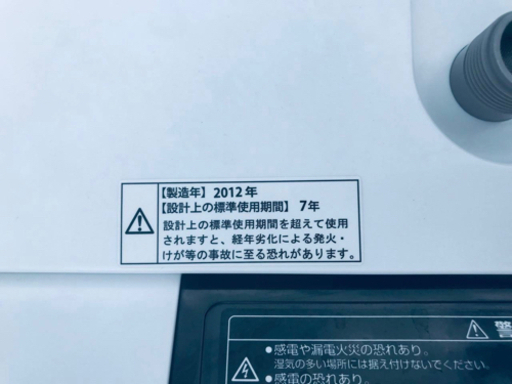 【製造年】2012年
【設計上の標準使用期間】7年
設計上の標準使用期間を超えて使用
されますと、経年劣化による発火・
けが等の事故に至る恐れがあります。
警
●感電や漏電火災の恐れあり。
湿気の多い場所には据え付けないでください。
●感電の恐れあり。